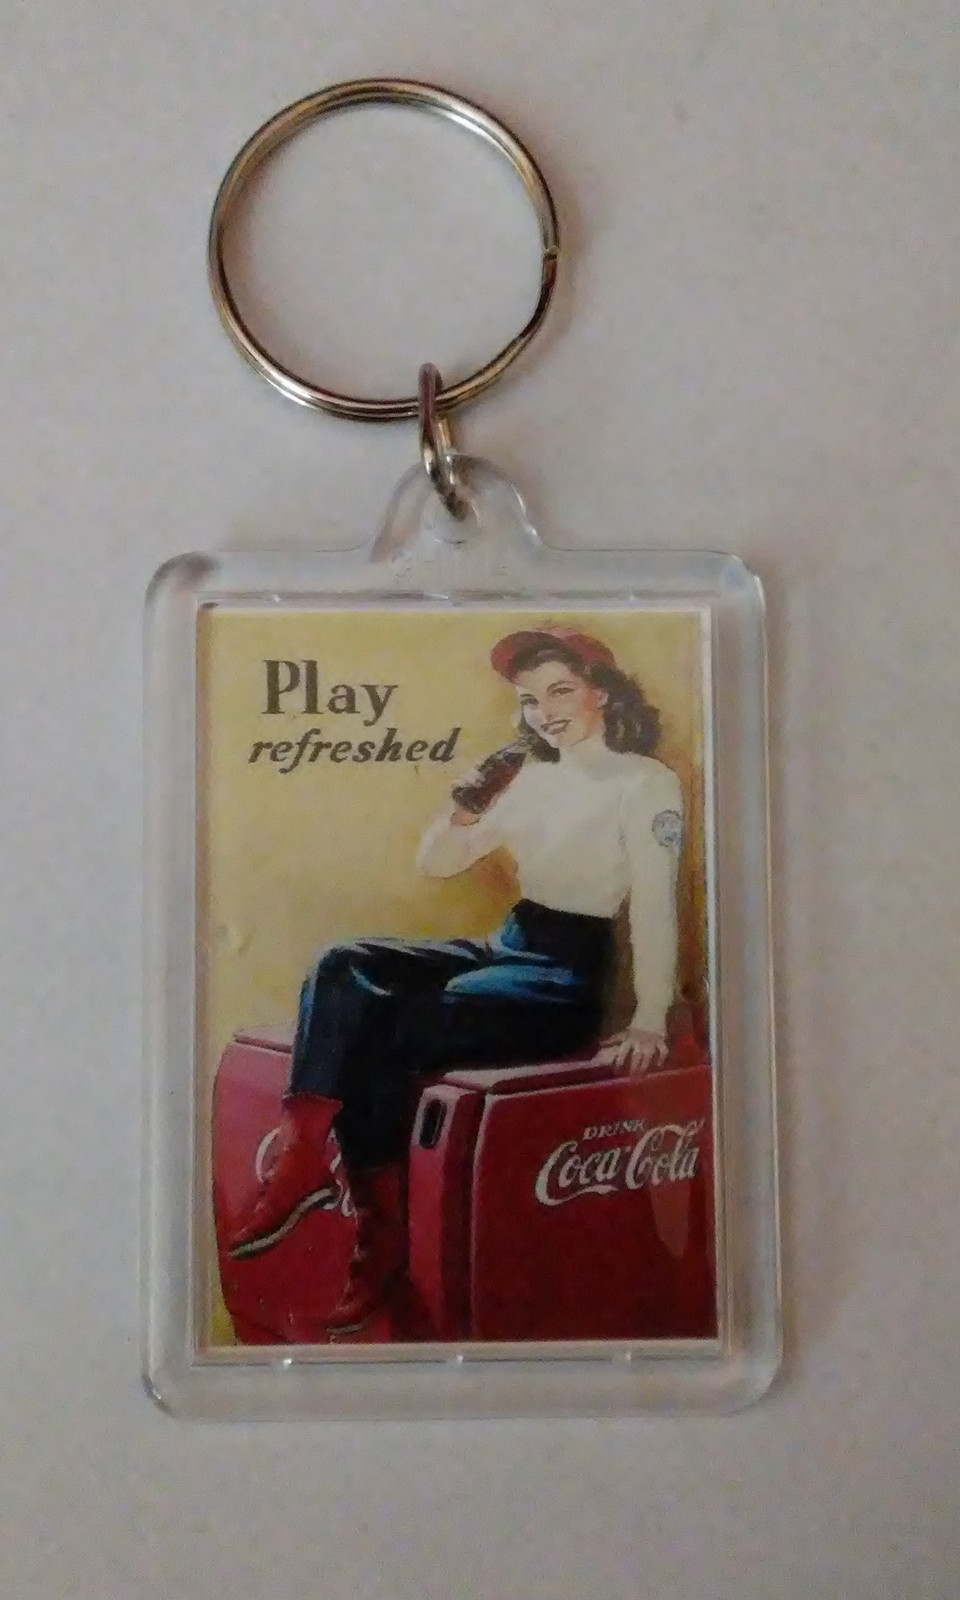 Play
refreshed
DRINK
Coca-Cola